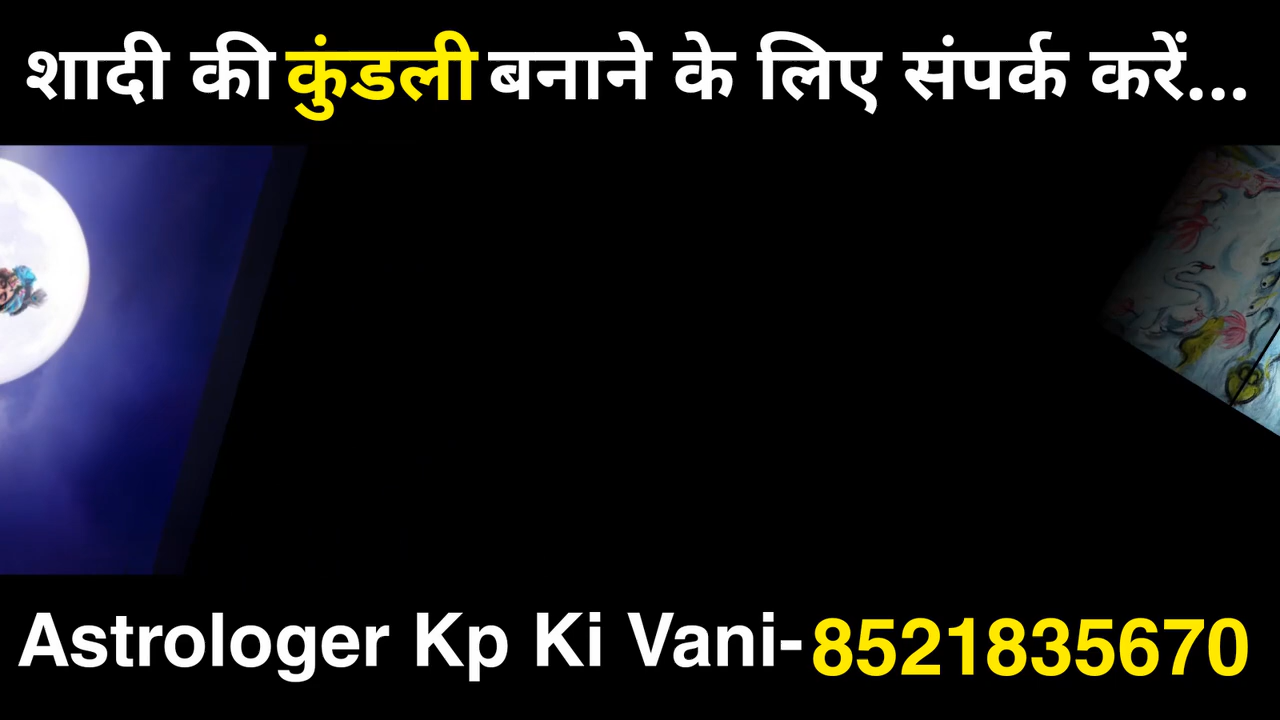 शादी की कुंडली बनाने के लिए संपर्क करें...
Astrologer Kp Ki Vani-8521835670